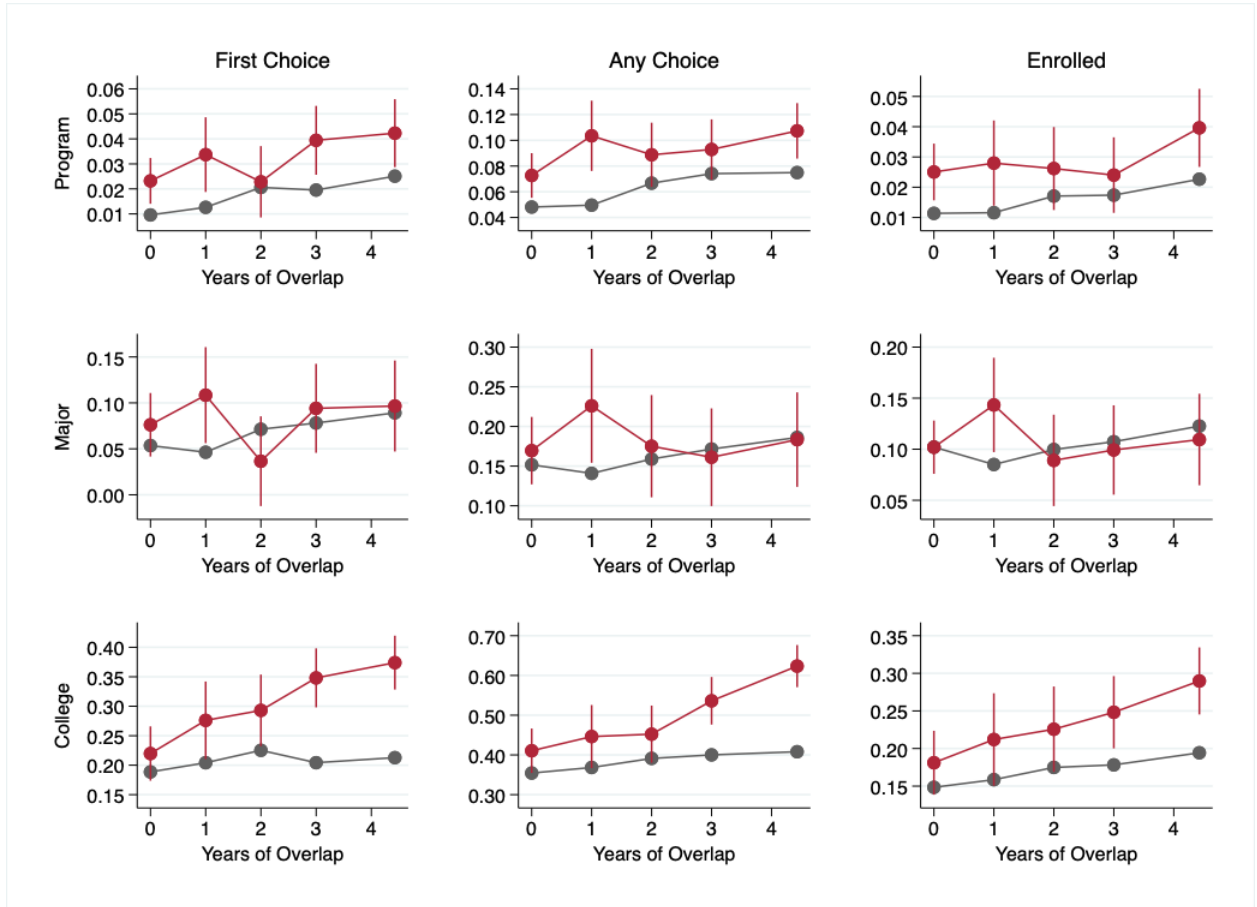 First Choice Any Choice Enrolled
Program
0.06
0.05
0.04
0.03
0.02
0.01
0 1 2 3 4
Years of Overlap
0.14
0.12
0.10
0.08
0.06
0.04
0 1 2 3 4
Years of Overlap
0.05
0.04
0.03
0.02
0.01
0 1 2 3 4
Years of Overlap
Major
0.15
0.10
0.05
0.00
0 1 2 3 4
Years of Overlap
0.30
0.25
0.20
0.15
0.10
0 1 2 3 4
Years of Overlap
0.20
0.15
0.10
0.05
0 1 2 3 4
Years of Overlap
College
0.40
0.35
0.30
0.25
0.20
0.15
0 1 2 3 4
Years of Overlap
0.70
0.60
0.50
0.40
0.30
0 1 2 3 4
Years of Overlap
0.35
0.30
0.25
0.20
0.15
0 1 2 3 4
Years of Overlap